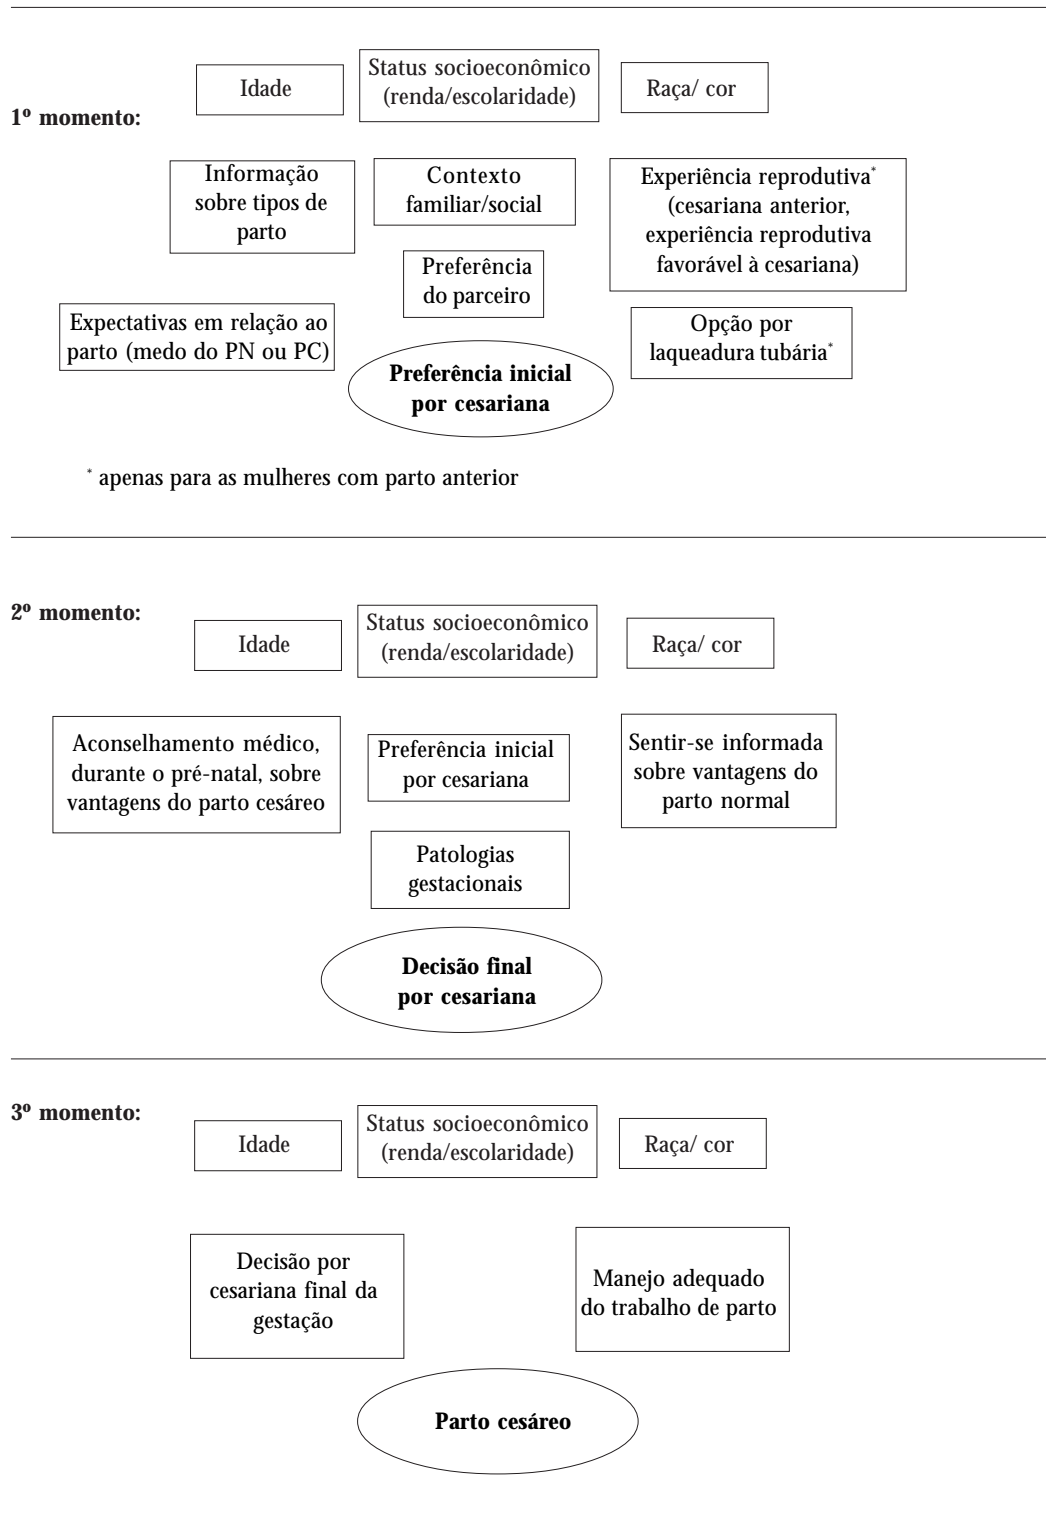 1º momento:
Idade
Status socioeconômico
(renda/escolaridade)
Raça/ cor
Informação
sobre tipos de
parto
Contexto
familiar/social
Experiência reprodutiva*
(cesariana anterior,
experiência reprodutiva
favorável à cesariana)
Preferência
do parceiro
Expectativas em relação ao
parto (medo do PN ou PC)
Opção por
laqueadura tubária*
Preferência inicial
por cesariana
* apenas para as mulheres com parto anterior
2º momento:
Idade
Status socioeconômico
(renda/escolaridade)
Raça/ cor
Aconselhamento médico,
durante o pré-natal, sobre
vantagens do parto cesáreo
Preferência inicial
por cesariana
Sentir-se informada
sobre vantagens do
parto normal
Patologias
gestacionais
Decisão final
por cesariana
3º momento:
Idade
Status socioeconômico
(renda/escolaridade)
Raça/ cor
Decisão por
cesariana final da
gestação
Manejo adequado
do trabalho de parto
Parto cesáreo